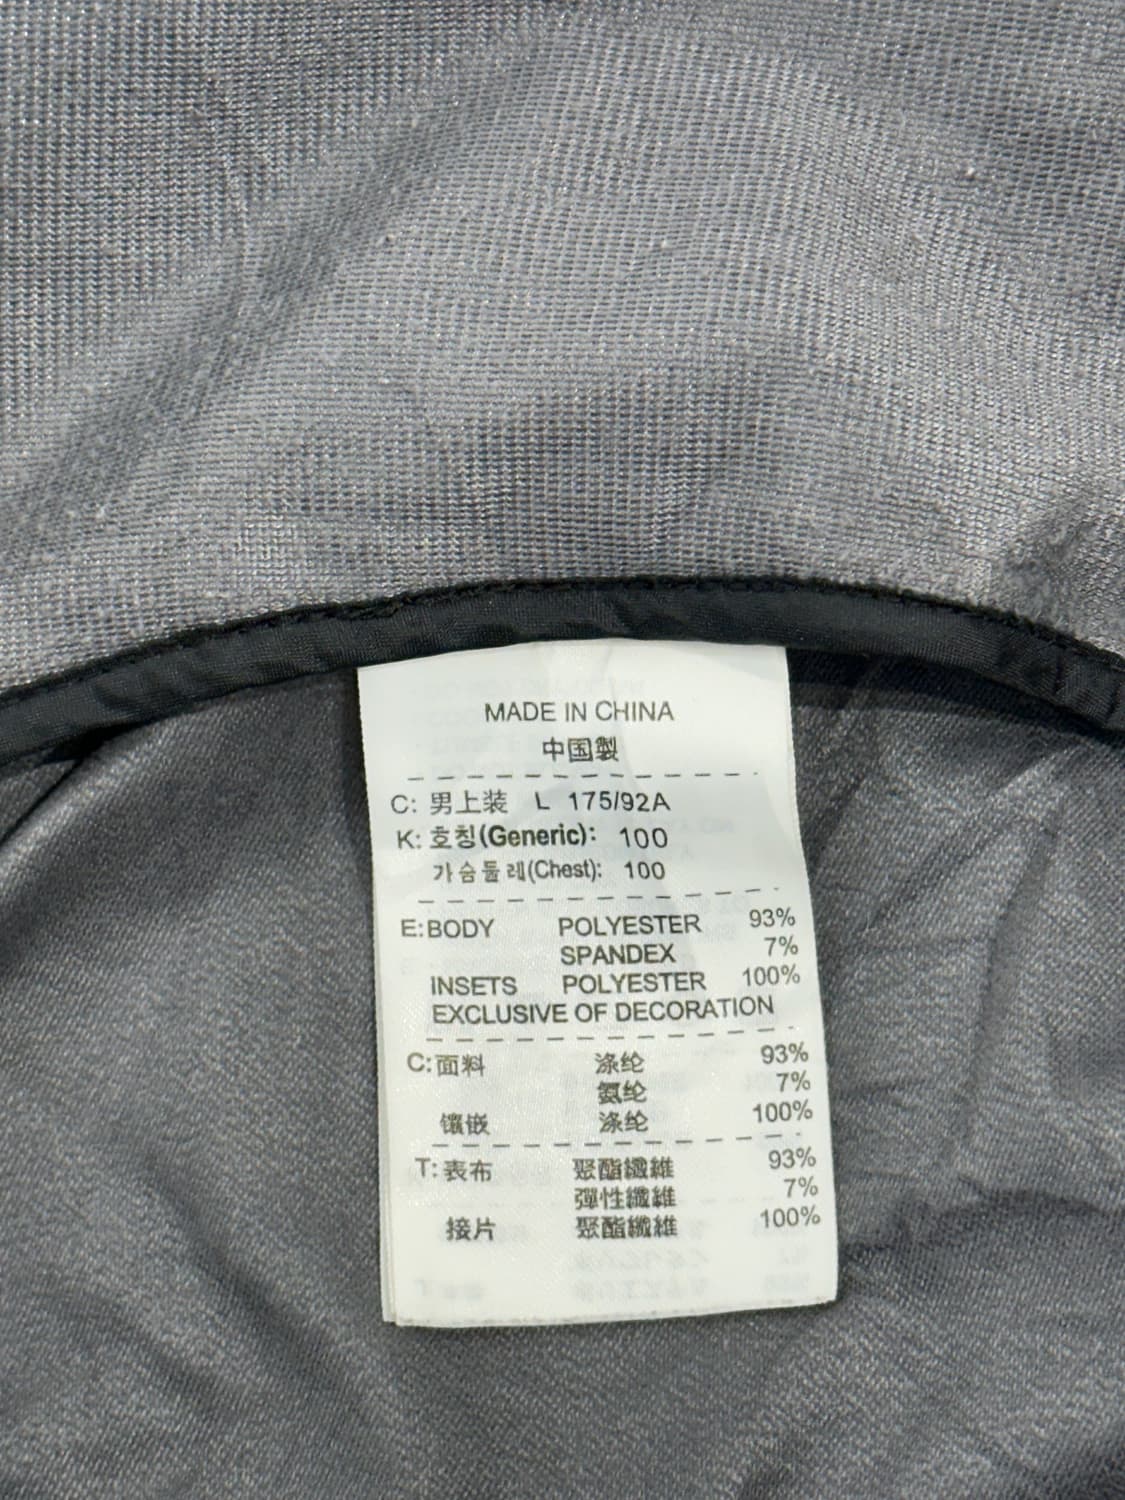 MADE IN CHINA
中国製
C: 男上装 L 175/92A
K: 호칭(Generic): 100
가슴둘레(Chest): 100
E: BODY POLYESTER 93%
SPANDEX 7%
INSETS POLYESTER 100%
EXCLUSIVE OF DECORATION
C: 面料 涤纶 93%
氨纶 7%
镶嵌 涤纶 100%
T: 表布 聚酯纖維 93%
彈性纖維 7%
接片 聚酯纖維 100%